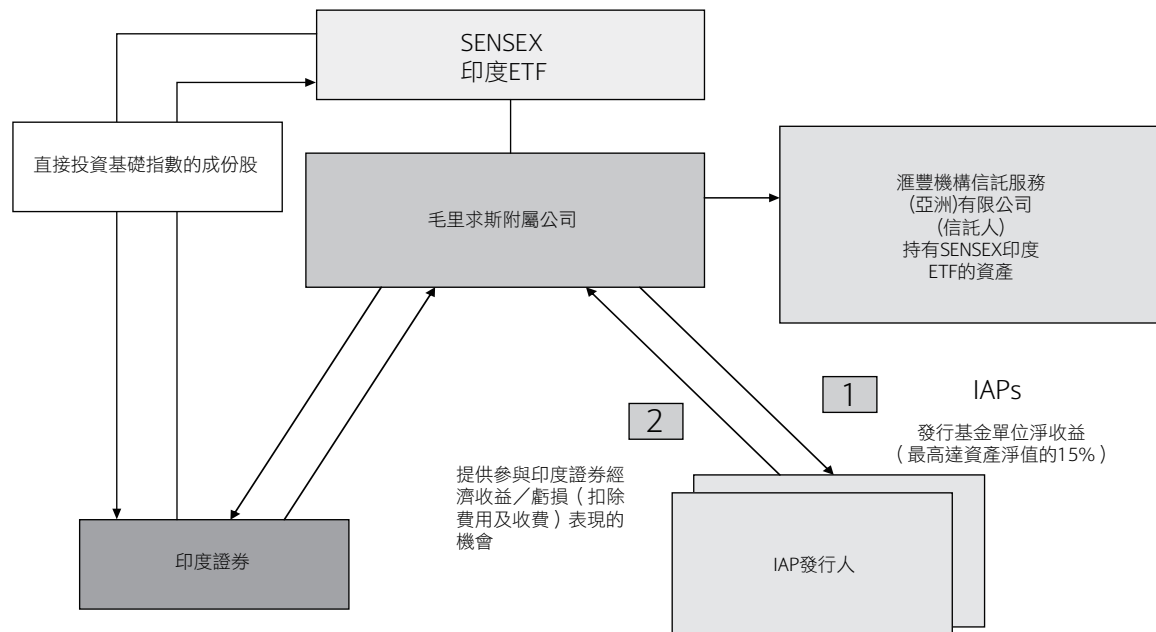 SENSEX
印度ETF
直接投資基礎指數的成份股
毛里求斯附屬公司
滙豐機構信託服務
(亞洲)有限公司
(信託人)
持有SENSEX印度
ETF的資產
1
IAPs
發行基金單位淨收益
（最高達資產淨值的15%）
2
提供參與印度證券經
濟收益／虧損（扣除
費用及收費）表現的
機會
印度證券
IAP發行人